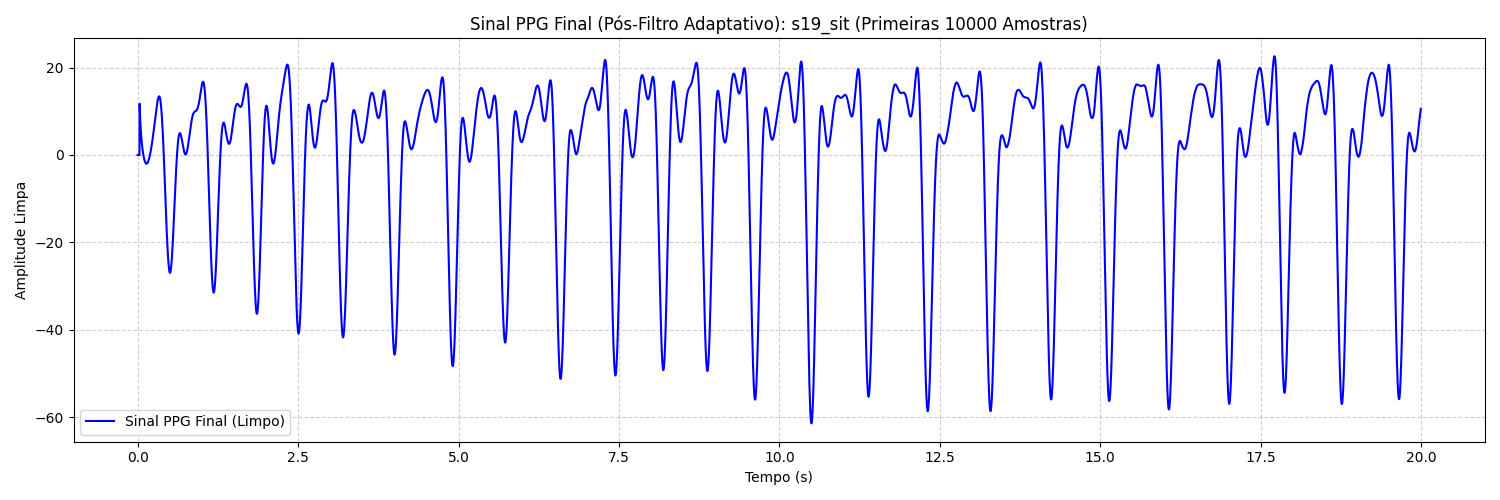 Sinal PPG Final (Pós-Filtro Adaptativo): s19_sit (Primeiras 10000 Amostras)
Amplitude Limpa
20
0
−20
−40
−60
Sinal PPG Final (Limpo)
0.0 2.5 5.0 7.5 10.0 12.5 15.0 17.5 20.0
Tempo (s)